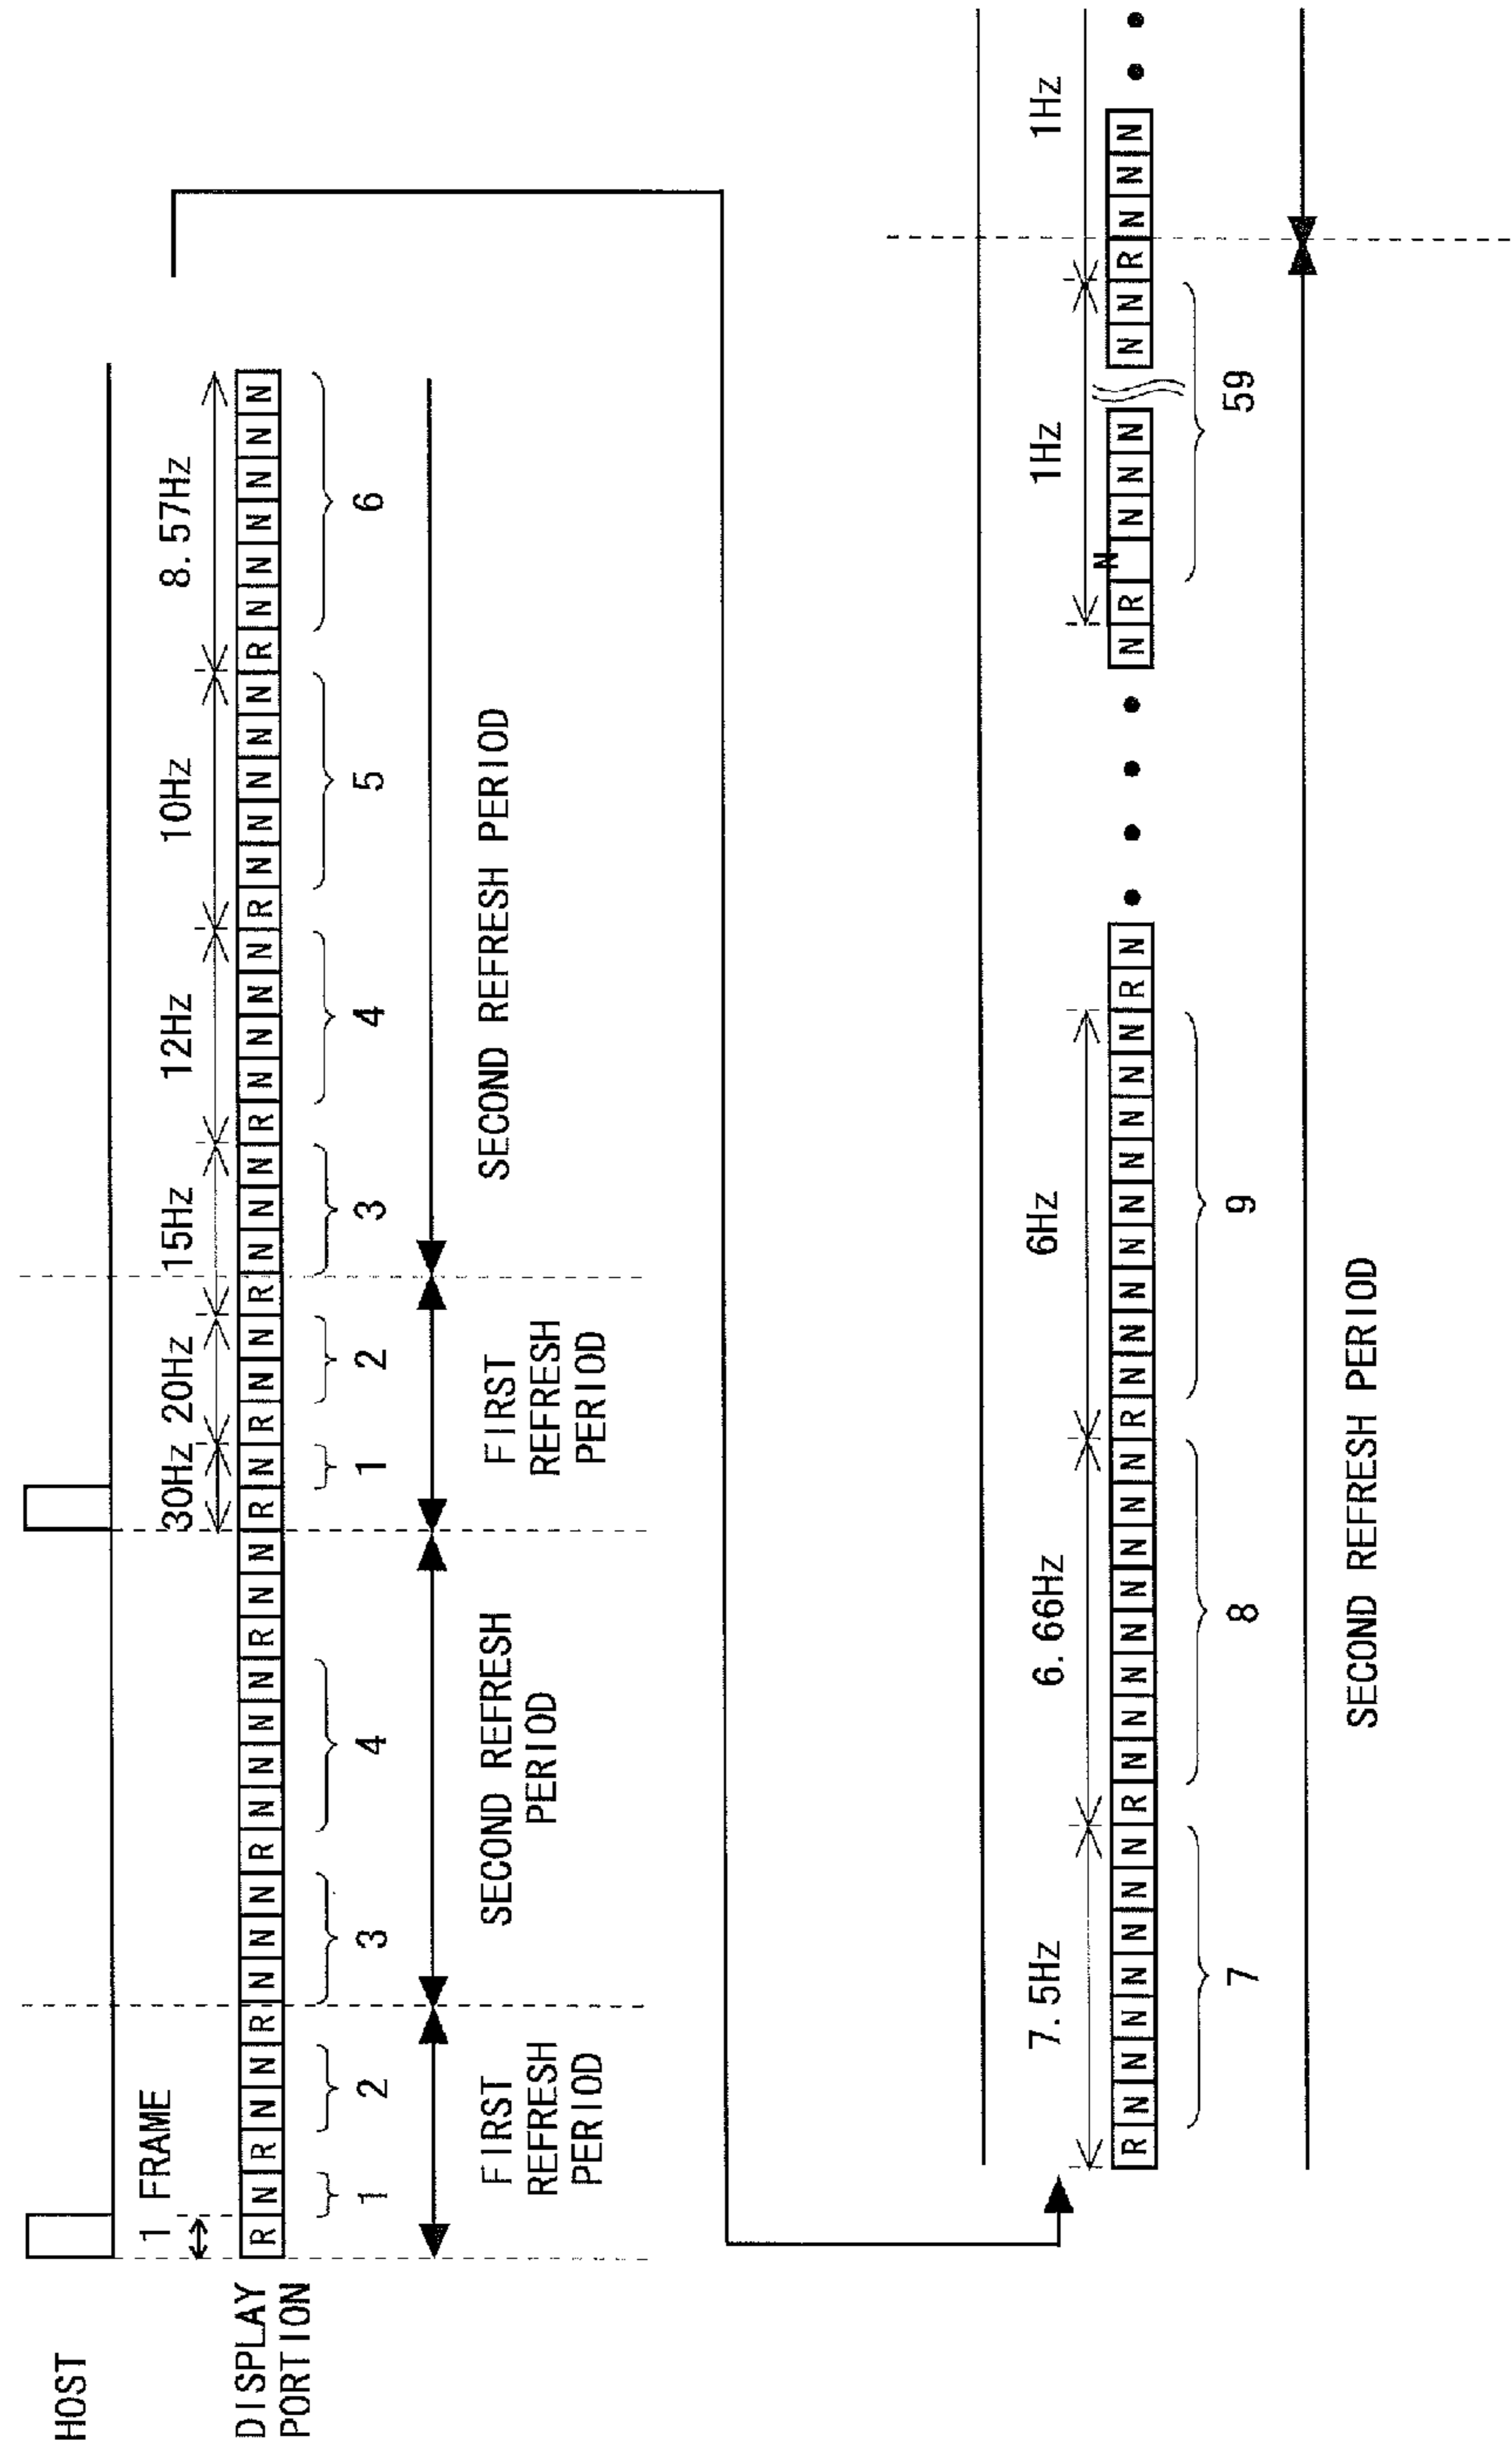 HOST
1 FRAME
30Hz 20Hz 15Hz 12Hz 10Hz 8.57Hz
DISPLAY
PORTION
R N R N N R N N N R N N N N R N N R N R N N R N N N R N N N N R N N N N N R N N N N N N
1 2 3 4 1 2 3 4 5 6
FIRST
REFRESH
PERIOD
SECOND REFRESH
PERIOD
FIRST
REFRESH
PERIOD
SECOND REFRESH PERIOD
7.5Hz 6.66Hz 6Hz 1Hz 1Hz
R N N N N N N N R N N N N N N N N R N N N N N N N N N R N • • • • N R N N N N N N R N N N • •
7 8 9 59
SECOND REFRESH PERIOD